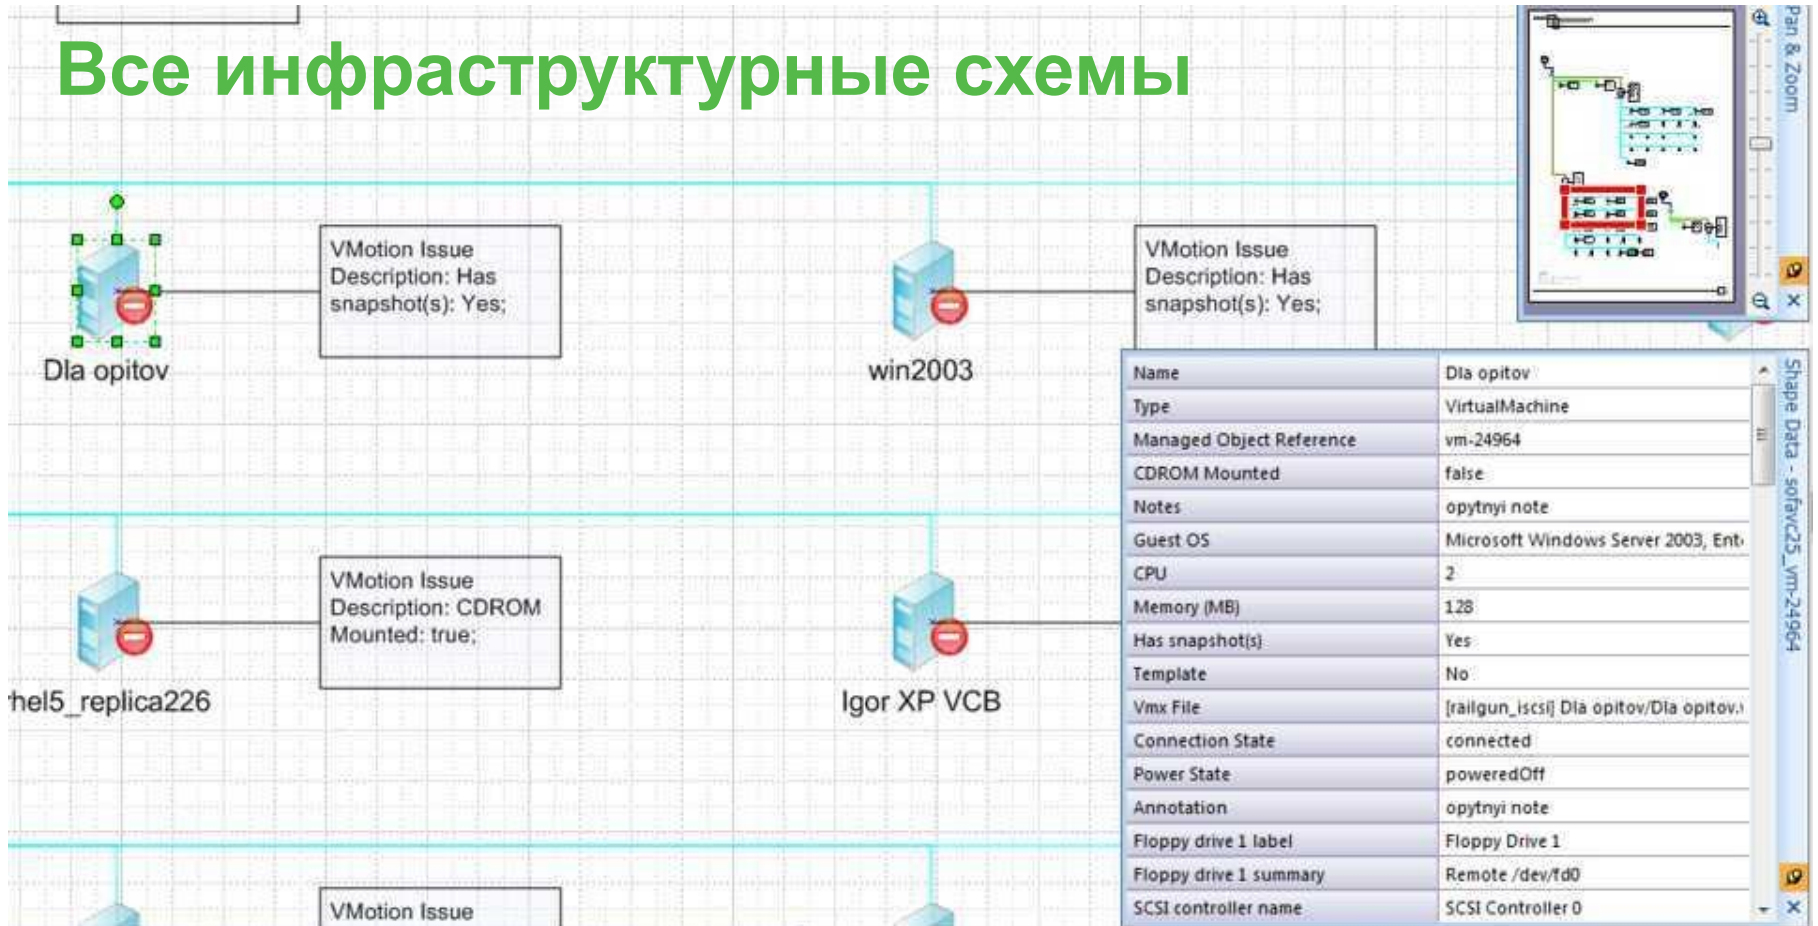 Все инфраструктурные схемы
Pan & Zoom
VMotion Issue
Description: Has
snapshot(s): Yes;
VMotion Issue
Description: Has
snapshot(s): Yes;
Dla opitov
win2003
VMotion Issue
Description: CDROM
Mounted: true;
rhel5_replica226
Igor XP VCB
VMotion Issue
Shape Data - sofavc25_vm-24964
Name Dla opitov
Type VirtualMachine
Managed Object Reference vm-24964
CDROM Mounted false
Notes opytnyi note
Guest OS Microsoft Windows Server 2003, Ent
CPU 2
Memory (MB) 128
Has snapshot(s) Yes
Template No
Vmx File [railgun_iscsi] Dla opitov/Dla opitov.
Connection State connected
Power State poweredOff
Annotation opytnyi note
Floppy drive 1 label Floppy Drive 1
Floppy drive 1 summary Remote /dev/fd0
SCSI controller name SCSI Controller 0